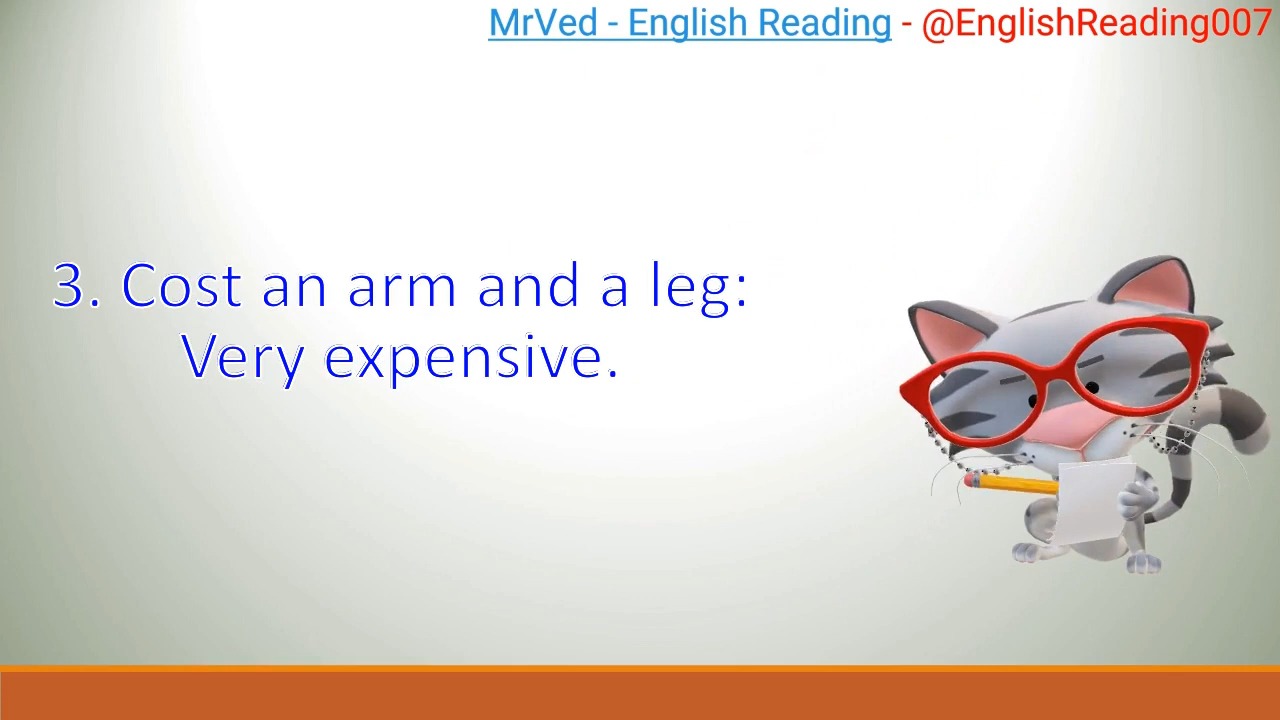 MrVed - English Reading - @EnglishReading007
3. Cost an arm and a leg:
Very expensive.